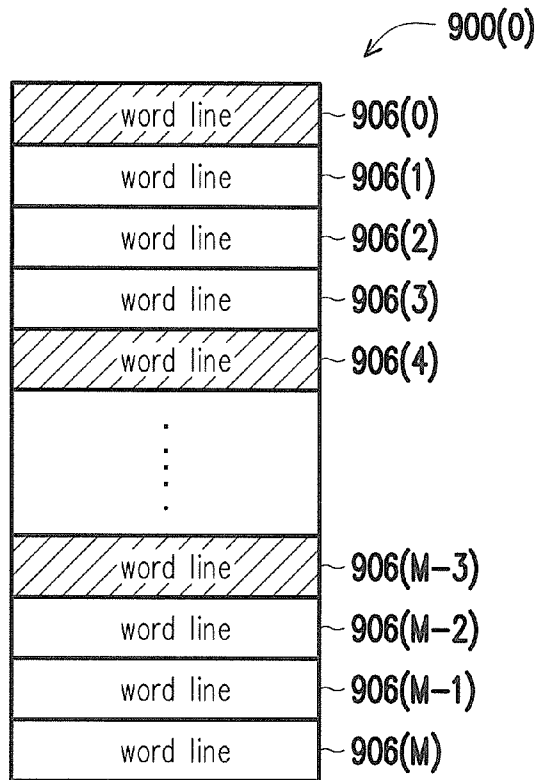 900(0)
word line 906(0)
word line 906(1)
word line 906(2)
word line 906(3)
word line 906(4)
word line 906(M-3)
word line 906(M-2)
word line 906(M-1)
word line 906(M)